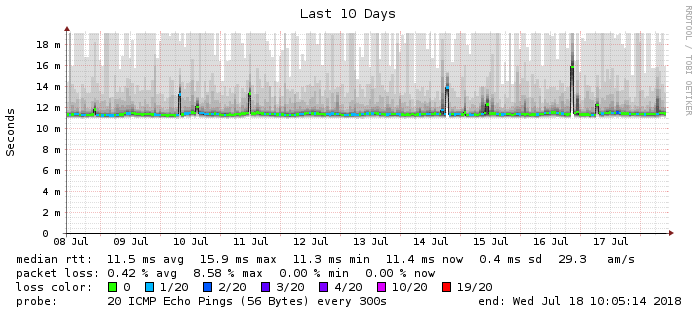 Last 10 Days
RRDTOOL / TOBI OETIKER
Seconds
18 m
16 m
14 m
12 m
10 m
8 m
6 m
4 m
2 m
0
08 Jul 09 Jul 10 Jul 11 Jul 12 Jul 13 Jul 14 Jul 15 Jul 16 Jul 17 Jul
median rtt: 11.5 ms avg 15.9 ms max 11.3 ms min 11.4 ms now 0.4 ms sd 29.3 am/s
packet loss: 0.42 % avg 8.58 % max 0.00 % min 0.00 % now
loss color: 0 1/20 2/20 3/20 4/20 10/20 19/20
probe: 20 ICMP Echo Pings (56 Bytes) every 300s end: Wed Jul 18 10:05:14 2018